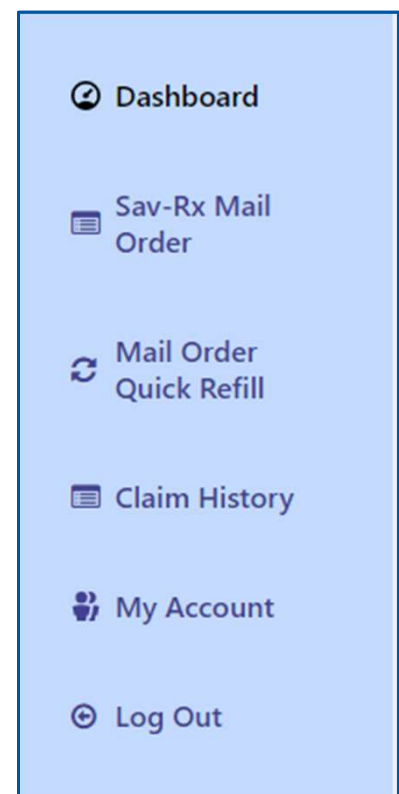 Dashboard
Sav-Rx Mail
Order
Mail Order
Quick Refill
Claim History
My Account
Log Out